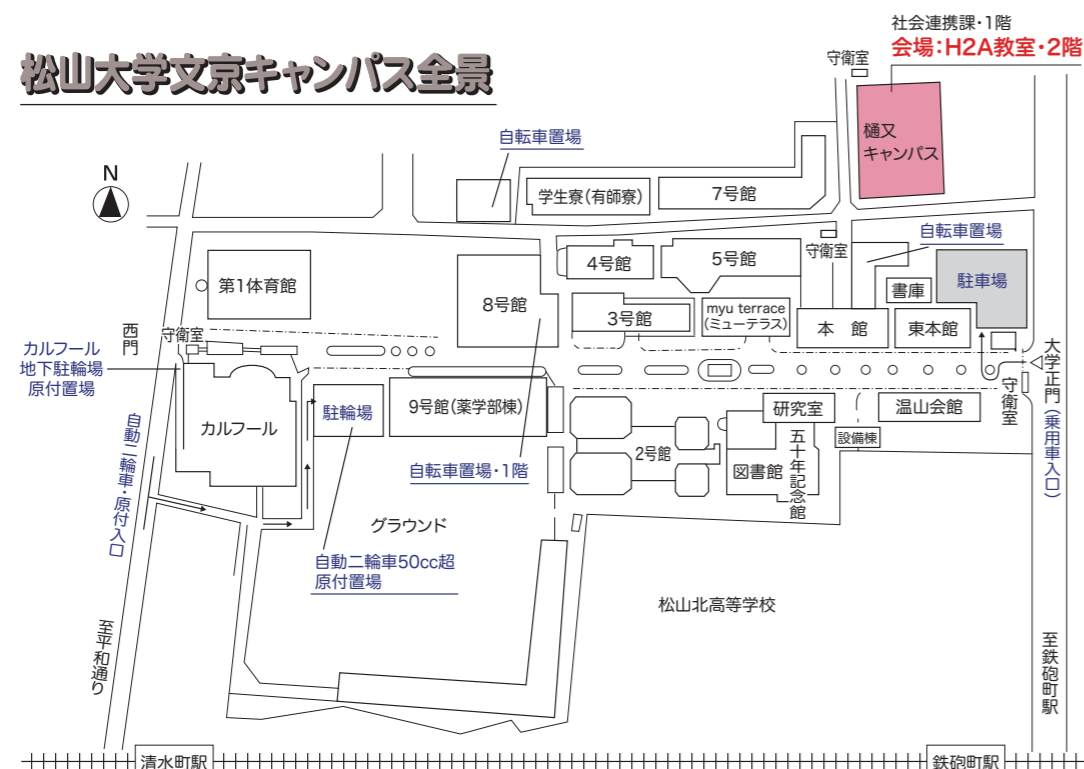 社会連携課・1階
会場：H2A教室・2階
松山大学文京キャンパス全景
守衛室
樋又
キャンパス
自転車置場
N
学生寮（有師寮）
7号館
自転車置場
守衛室
4号館
5号館
駐車場
第1体育館
書庫
8号館
myu terrace
（ミューテラス）
3号館
本　館
東本館
西門
守衛室
カルフール
地下駐輪場
原付置場
大学正門（乗用車入口）
守衛室
研究室
温山会館
駐輪場
9号館（薬学部棟）
カルフール
設備棟
2号館
図書館
五十年記念館
自動二輪車・原付入口
自転車置場・1階
グラウンド
自動二輪車50cc超
原付置場
松山北高等学校
至平和通り
至鉄砲町駅
清水町駅
鉄砲町駅